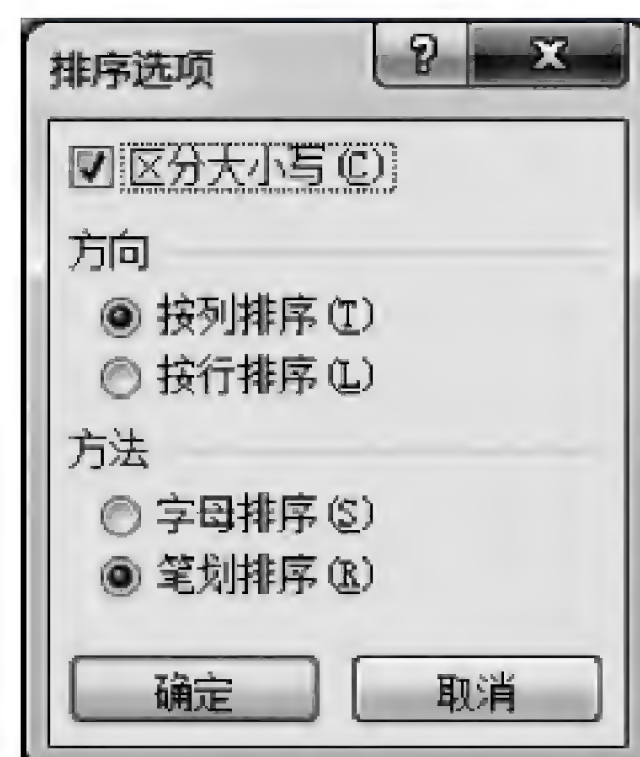 排序选项
区分大小写(C)
方向
按列排序(T)
按行排序(L)
方法
字母排序(S)
笔划排序(R)
确定 取消